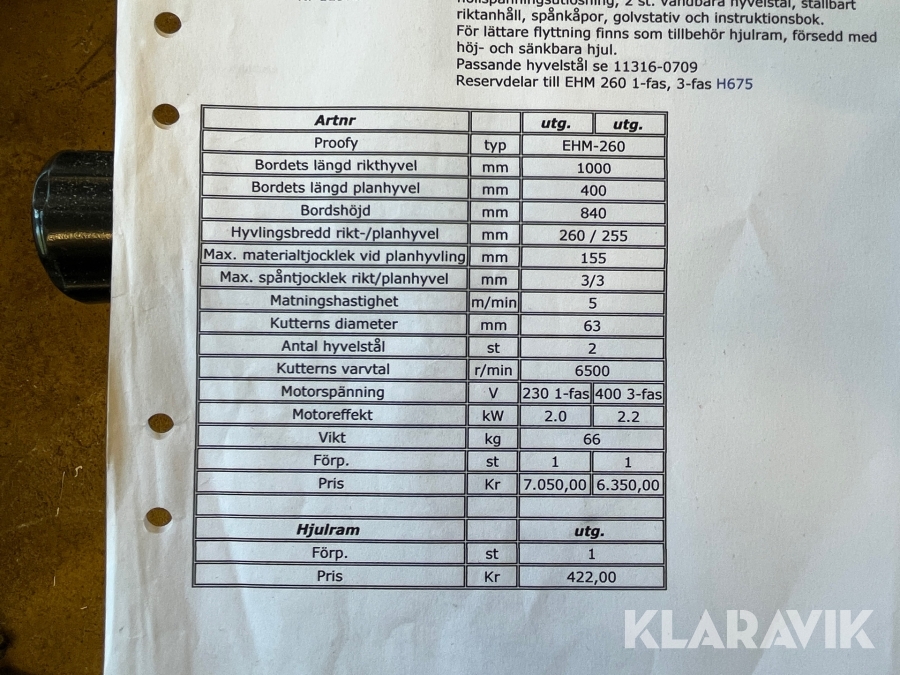 2 st. vändbara hyvelstål, ställbart
riktanhåll, spånkåpor, golvstativ och instruktionsbok.
För lättare flyttning finns som tillbehör hjulram, försedd med
höj- och sänkbara hjul.
Passande hyvelstål se 11316-0709
Reservdelar till EHM 260 1-fas, 3-fas H675
Artnr utg. utg.
Proofy typ EHM-260
Bordets längd rikthyvel mm 1000
Bordets längd planhyvel mm 400
Bordshöjd mm 840
Hyvlingsbredd rikt-/planhyvel mm 260 / 255
Max. materialtjocklek vid planhyvling mm 155
Max. spåntjocklek rikt/planhyvel mm 3/3
Matningshastighet m/min 5
Kutterns diameter mm 63
Antal hyvelstål st 2
Kutterns varvtal r/min 6500
Motorspänning V 230 1-fas 400 3-fas
Motoreffekt kW 2.0 2.2
Vikt kg 66
Förp. st 1 1
Pris Kr 7.050,00 6.350,00
Hjulram utg.
Förp. st 1
Pris Kr 422,00
KLARAVIK